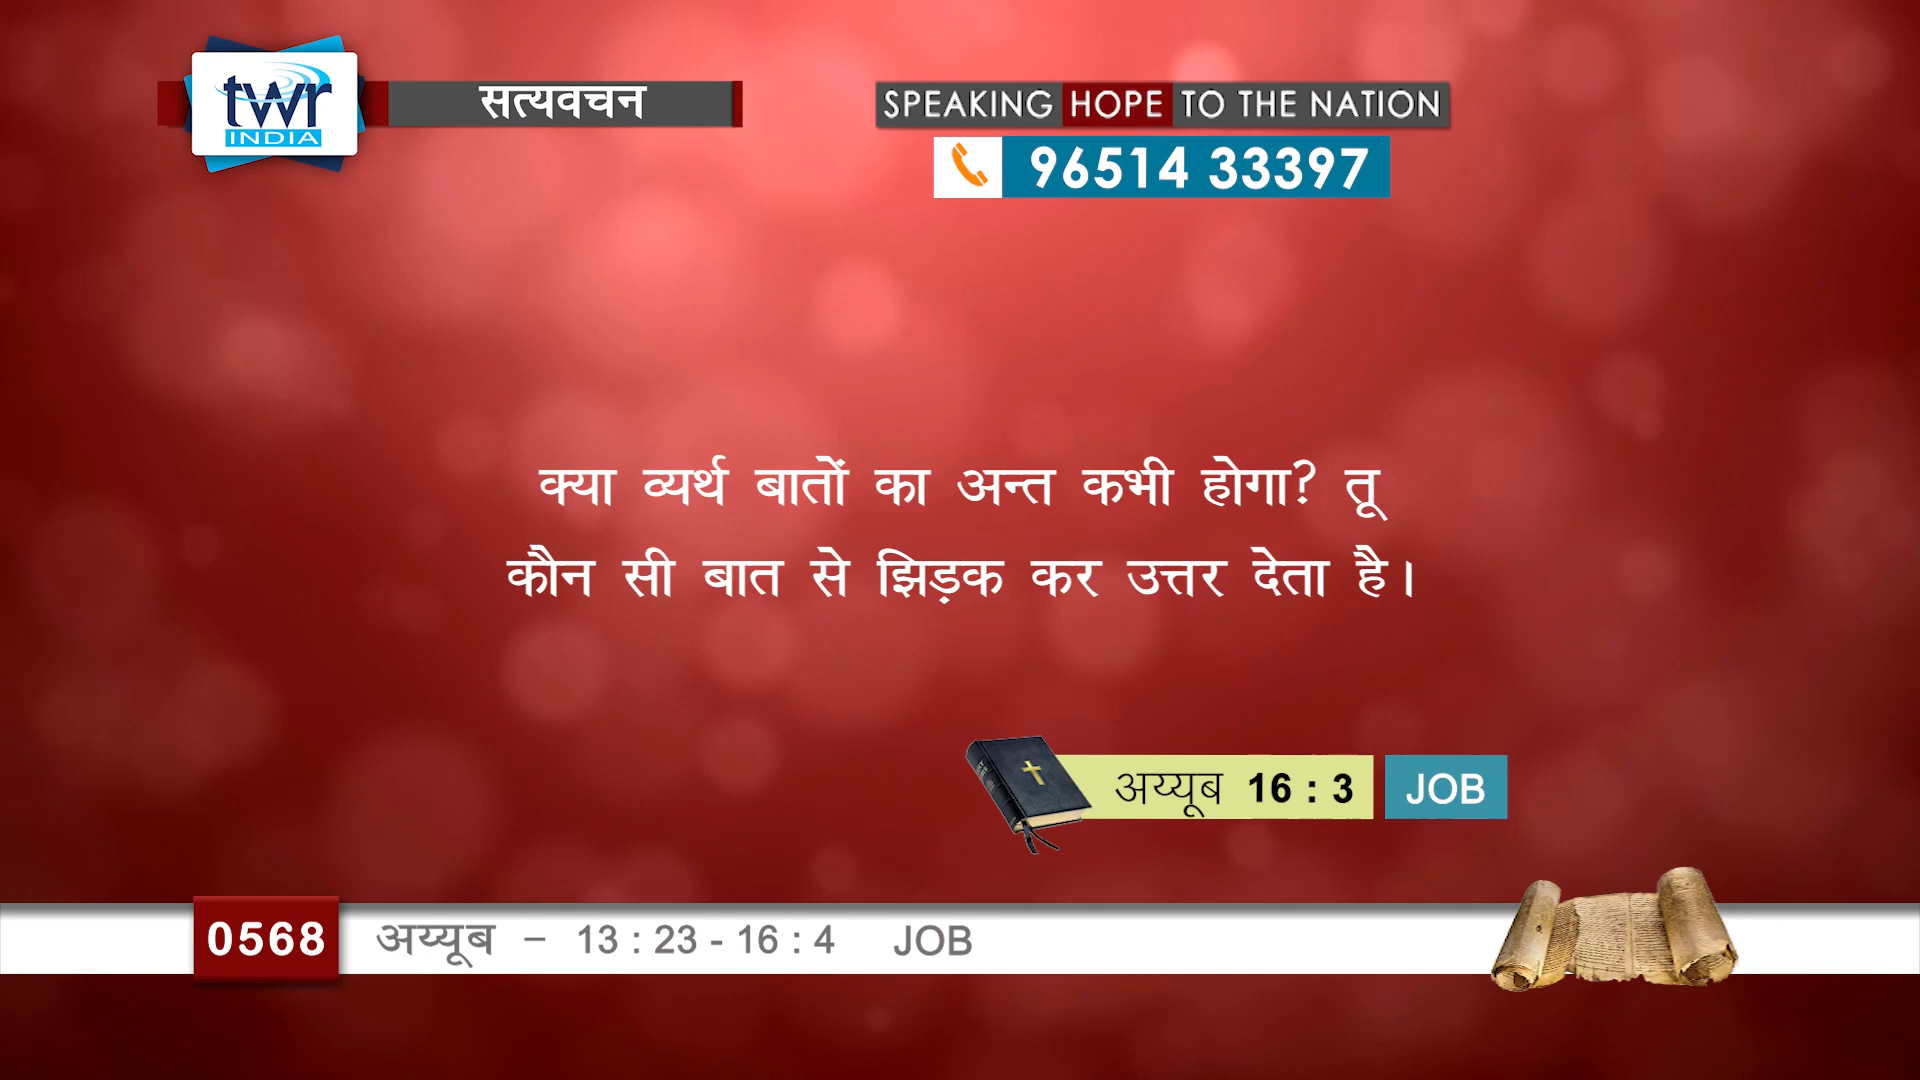 twr
INDIA
सत्यवचन
SPEAKING HOPE TO THE NATION
96514 33397
क्या व्यर्थ बातों का अन्त कभी होगा? तू
कौन सी बात से झिड़क कर उत्तर देता है।
अय्यूब 16 : 3 JOB
0568 अय्यूब – 13 : 23 - 16 : 4 JOB